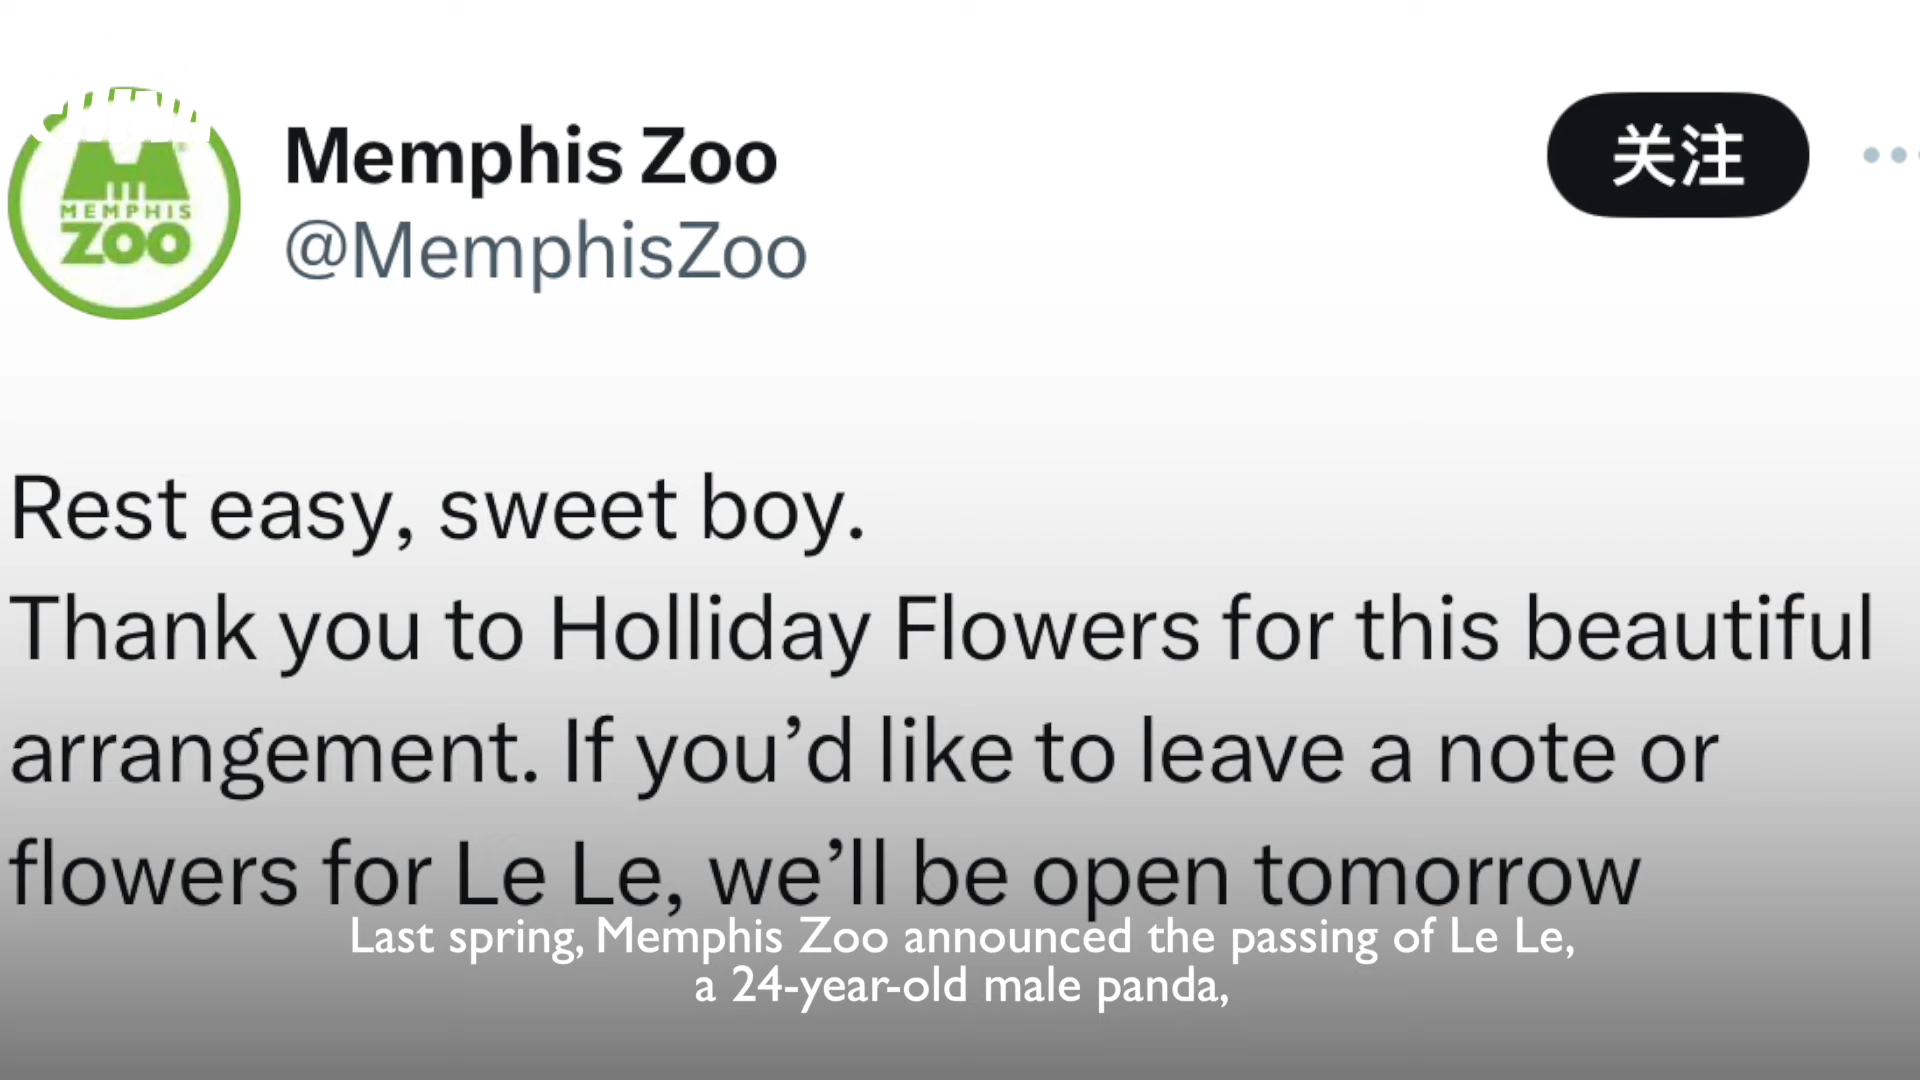 MEMPHIS
ZOO
Memphis Zoo
@MemphisZoo
关注
Rest easy, sweet boy.
Thank you to Holliday Flowers for this beautiful
arrangement. If you’d like to leave a note or
flowers for Le Le, we’ll be open tomorrow
Last spring, Memphis Zoo announced the passing of Le Le,
a 24-year-old male panda,